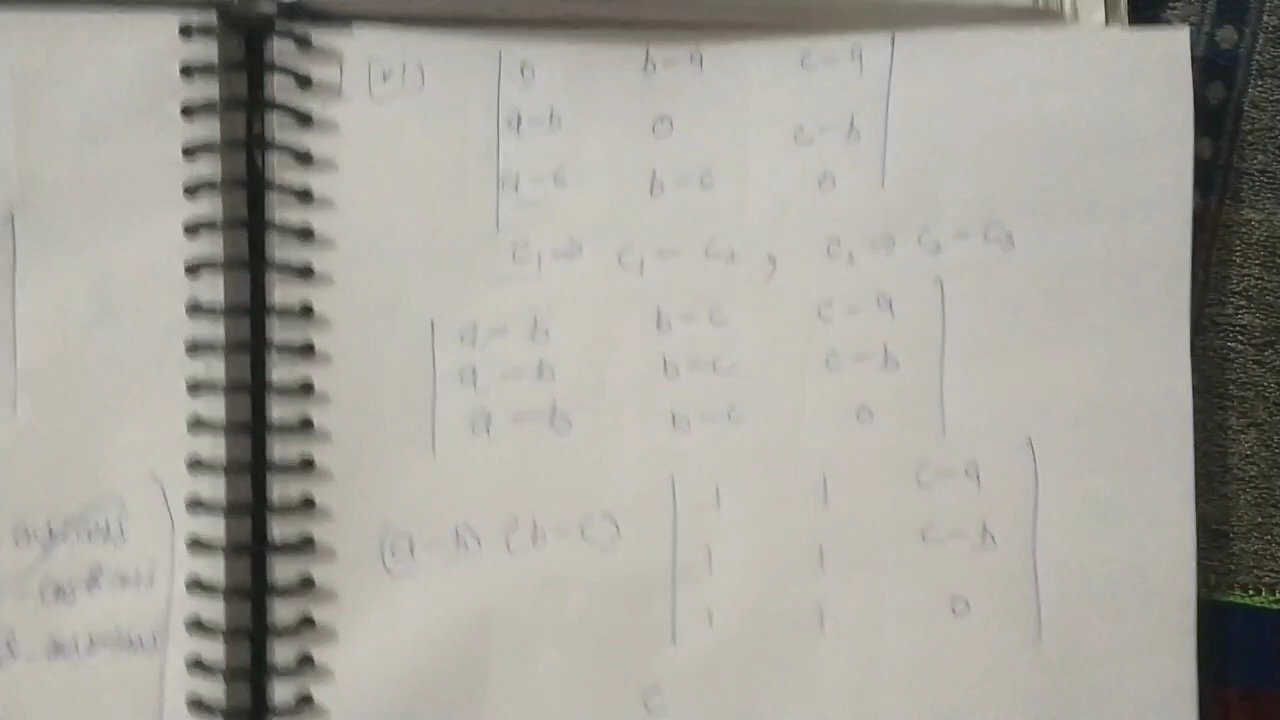 (vi) | 0 b-a c-a |
| a-b 0 c-b |
| a-c b-c 0 |
C₁ ⇒ C₁ - C₂ , C₂ ⇒ C₂ - C₃
| a-b b-c c-a |
| a-b b-c c-b |
| a-b b-c 0 |
(a-b) (b-c) | 1 1 c-a |
| 1 1 c-b |
| 1 1 0 |